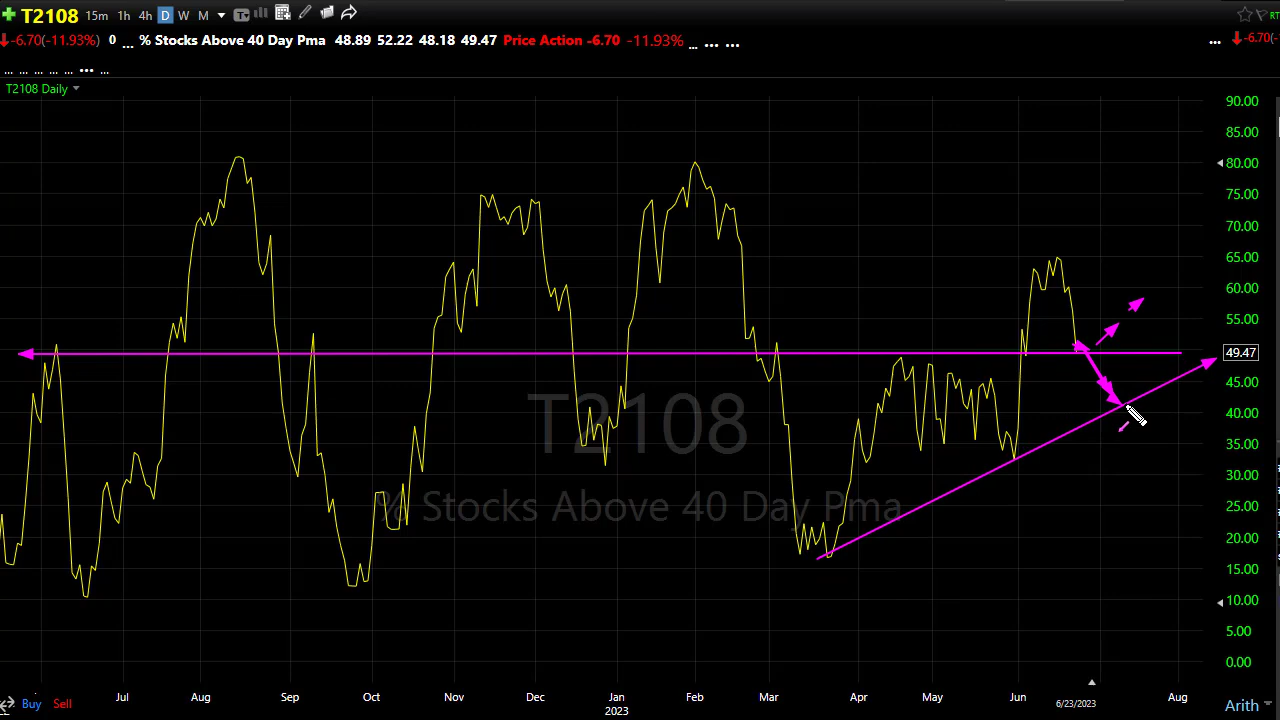 T2108 15m 1h 4h D W M T
RT
-6.70(-11.93%) 0 ... % Stocks Above 40 Day Pma 48.89 52.22 48.18 49.47 Price Action -6.70 -11.93% ... ... ...
... -6.70(-
... ... ... ... ... ... ...
T2108 Daily
90.00
85.00
80.00
75.00
70.00
65.00
60.00
55.00
49.47
45.00
40.00
35.00
30.00
25.00
20.00
15.00
10.00
5.00
0.00
T2108
% Stocks Above 40 Day Pma
Jul Aug Sep Oct Nov Dec Jan Feb Mar Apr May Jun 6/23/2023 Aug
2023
Buy Sell
Arith